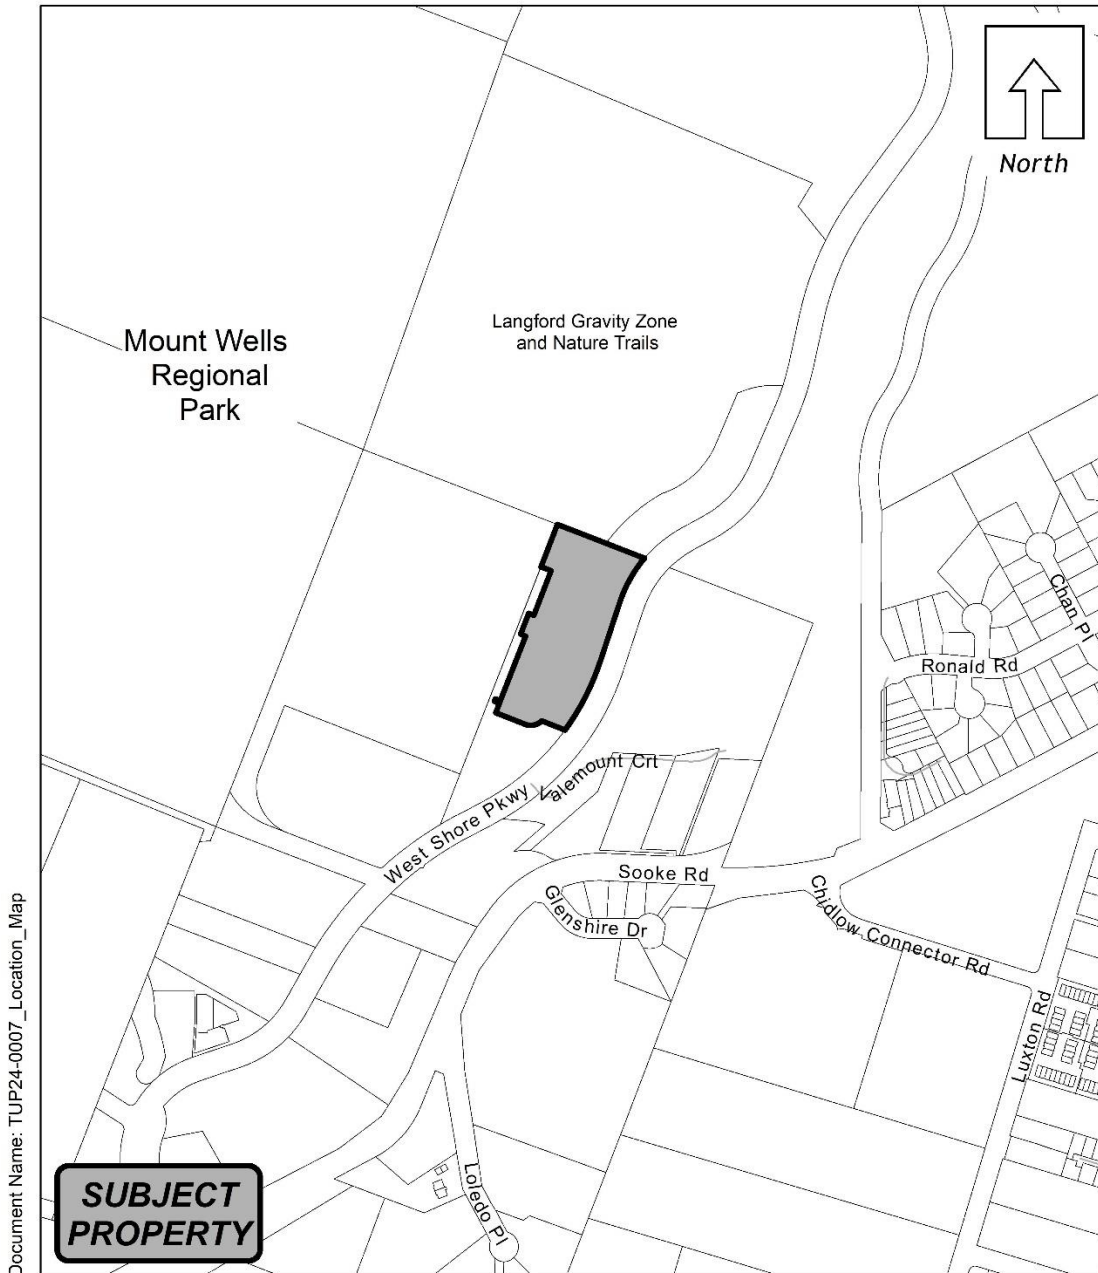 North
Langford Gravity Zone
and Nature Trails
Mount Wells
Regional
Park
Chan Pl
Ronald Rd
Valemount Crt
West Shore Pkwy
Sooke Rd
Glenshire Dr
Chidlow Connector Rd
Luxton Rd
Loledo Pl
SUBJECT
PROPERTY
Document Name: TUP24-0007_Location_Map